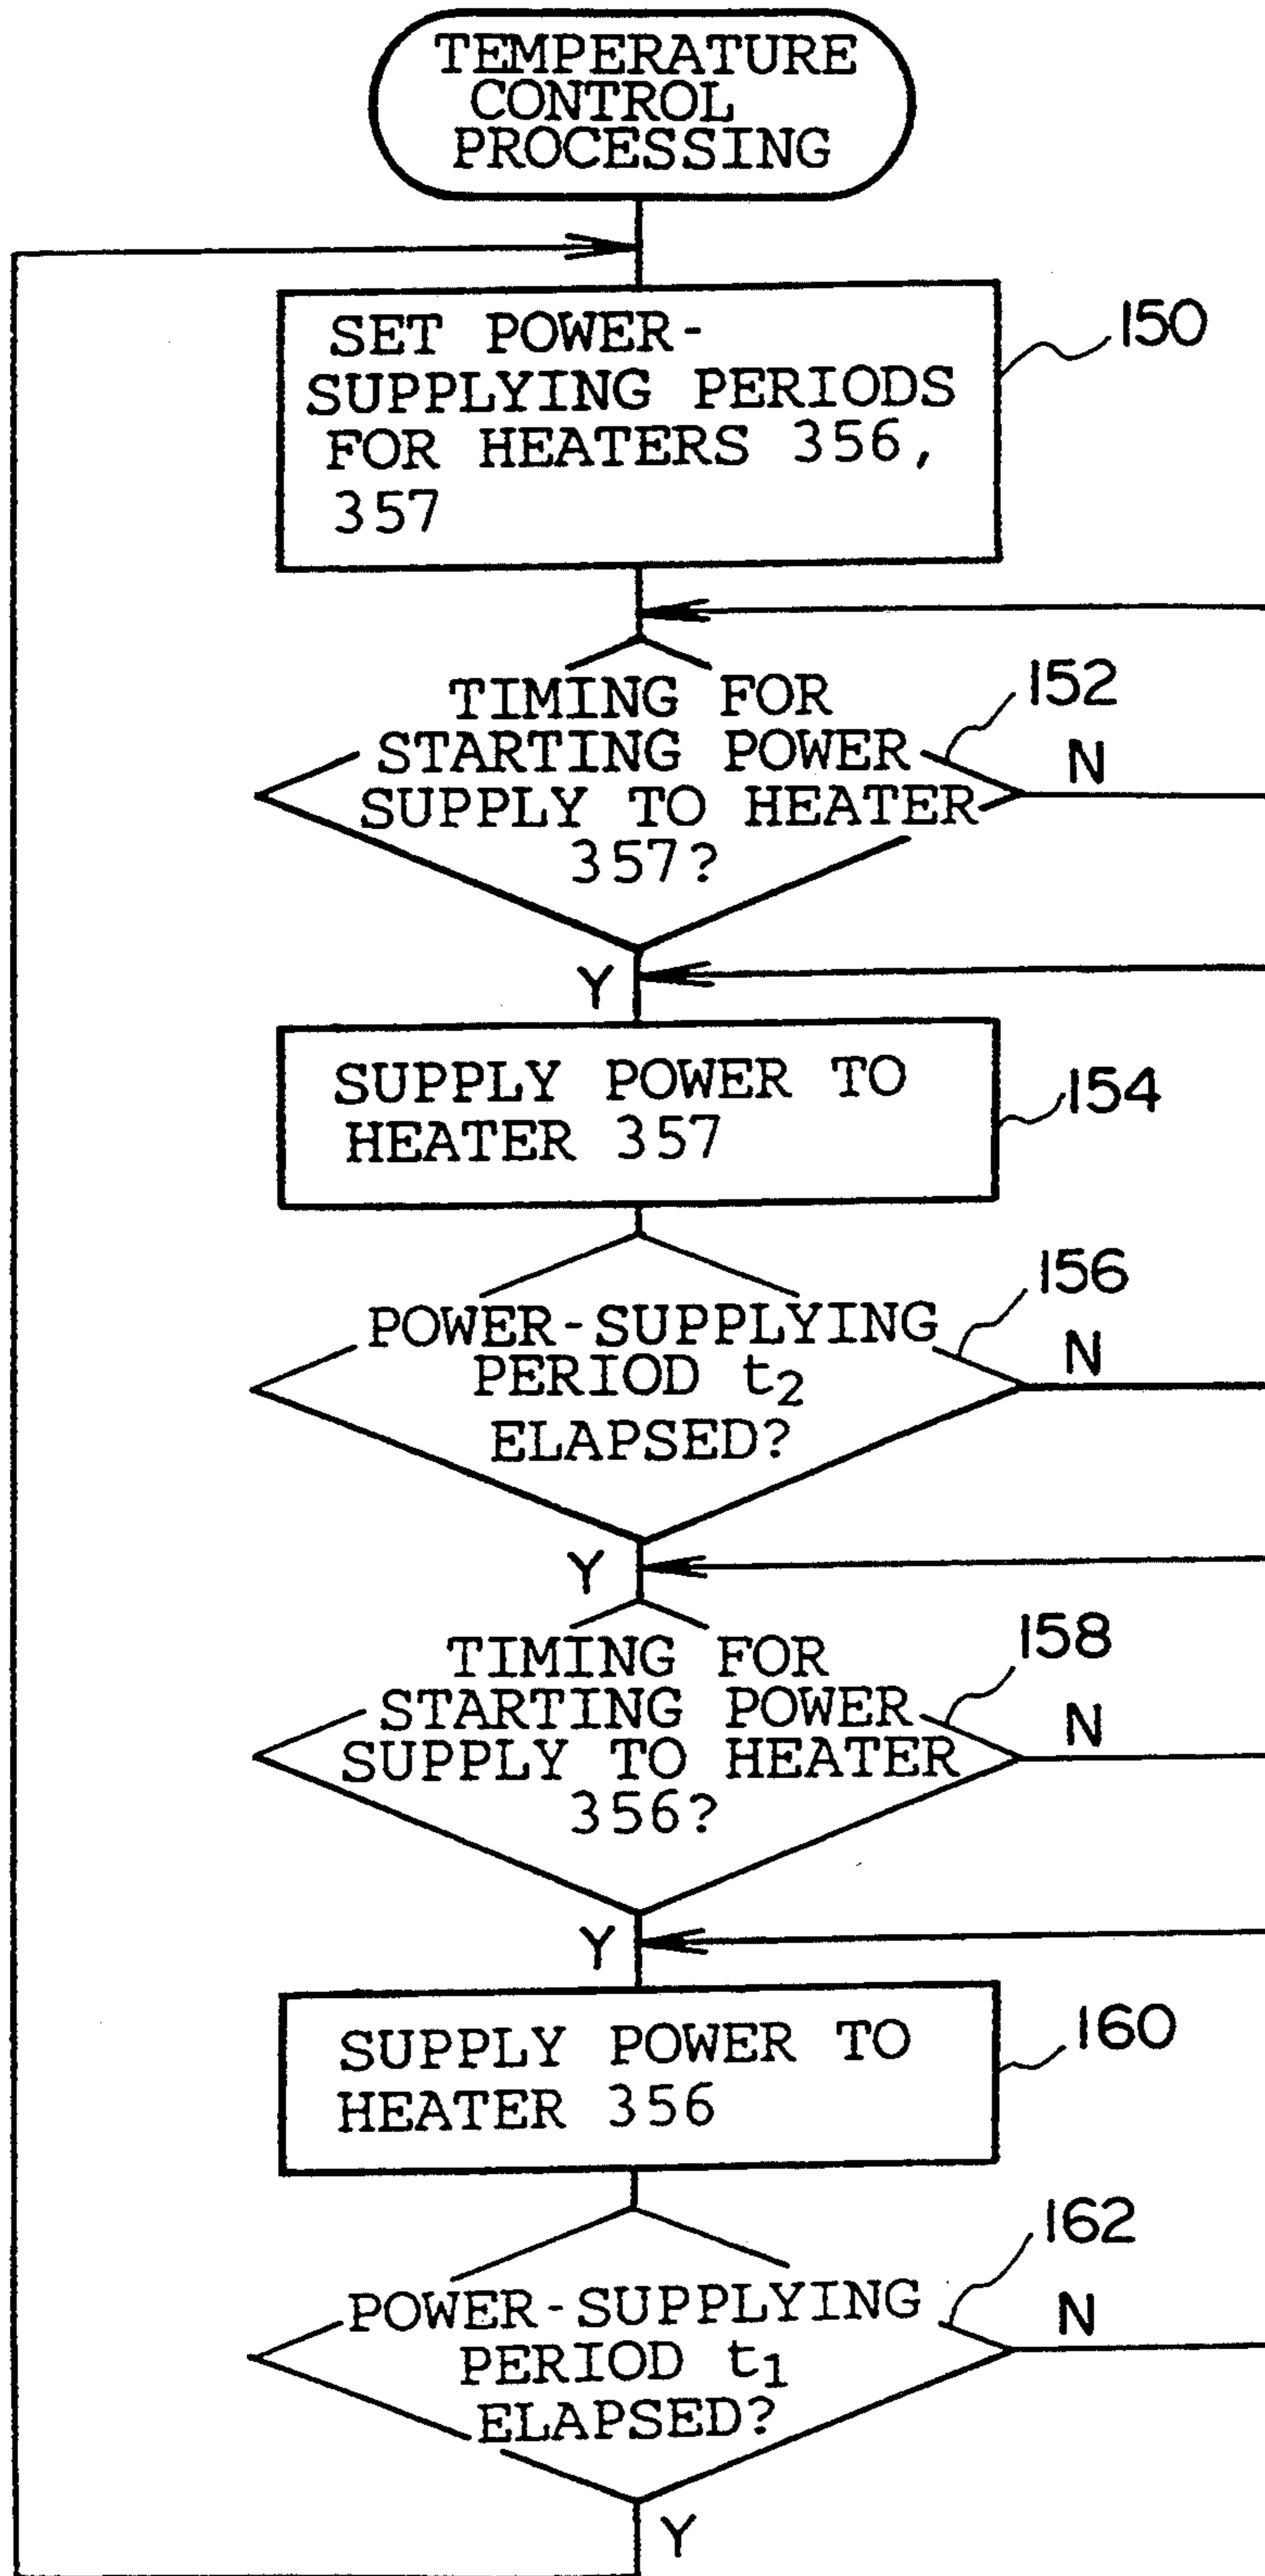 TEMPERATURE
CONTROL
PROCESSING
SET POWER-
SUPPLYING PERIODS
FOR HEATERS 356,
357
150
TIMING FOR
STARTING POWER
SUPPLY TO HEATER
357?
152
N
Y
SUPPLY POWER TO
HEATER 357
154
POWER-SUPPLYING
PERIOD t₂
ELAPSED?
156
N
Y
TIMING FOR
STARTING POWER
SUPPLY TO HEATER
356?
158
N
Y
SUPPLY POWER TO
HEATER 356
160
POWER-SUPPLYING
PERIOD t₁
ELAPSED?
162
N
Y